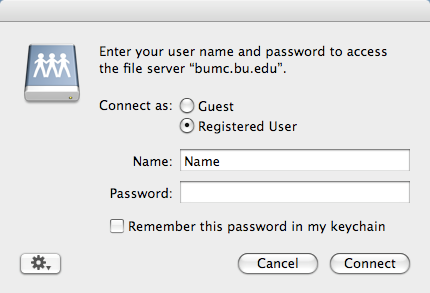 Enter your user name and password to access
the file server “bumc.bu.edu”.
Connect as: Guest
Registered User
Name: Name
Password:
Remember this password in my keychain
Cancel Connect